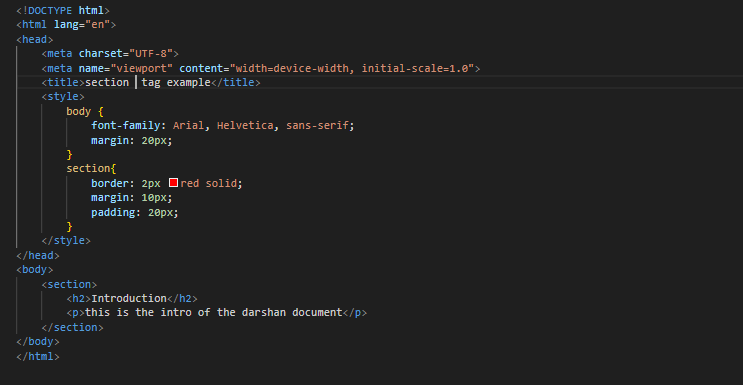 <!DOCTYPE html>
<html lang="en">
<head>
    <meta charset="UTF-8">
    <meta name="viewport" content="width=device-width, initial-scale=1.0">
    <title>section  tag example</title>
    <style>
        body {
            font-family: Arial, Helvetica, sans-serif;
            margin: 20px;
        }
        section{
            border: 2px red solid;
            margin: 10px;
            padding: 20px;
        }
    </style>
</head>
<body>
    <section>
        <h2>Introduction</h2>
        <p>this is the intro of the darshan document</p>
    </section>
</body>
</html>